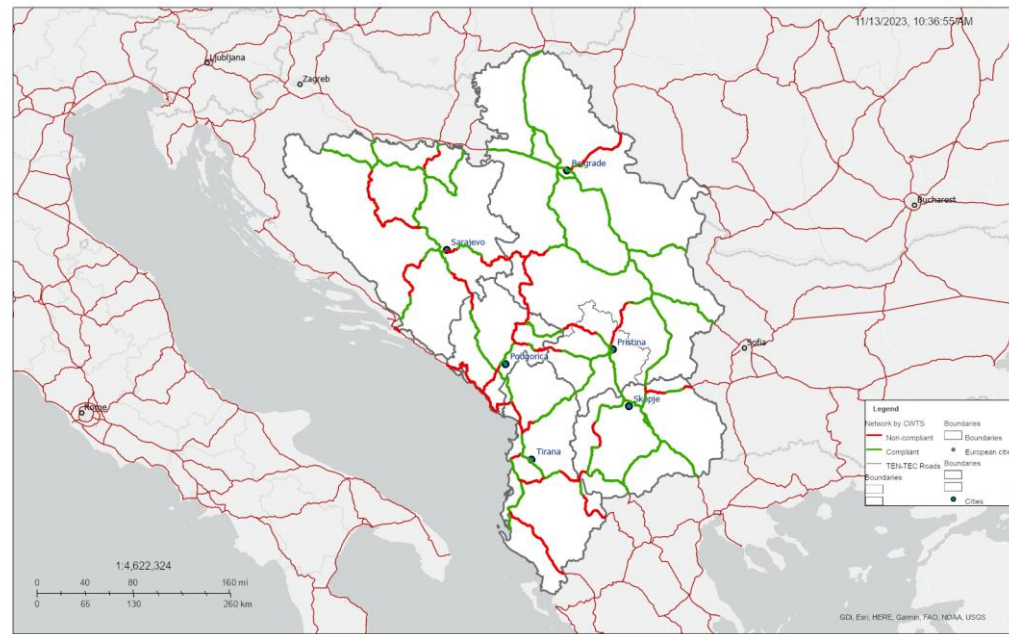 11/13/2023, 10:36:55 AM
Ljubljana
Zagreb
Belgrade
Bucharest
Sarajevo
Pristina
Sofia
Podgorica
Skopje
Rome
Tirana
Legend
Network by CWTS
Non-compliant
Compliant
TEN-TEC Roads
Boundaries
Boundaries
Boundaries
European citie
Boundaries
Cities
1:4,622,324
0 40 80 160 mi
0 65 130 260 km
GDi, Esri, HERE, Garmin, FAO, NOAA, USGS